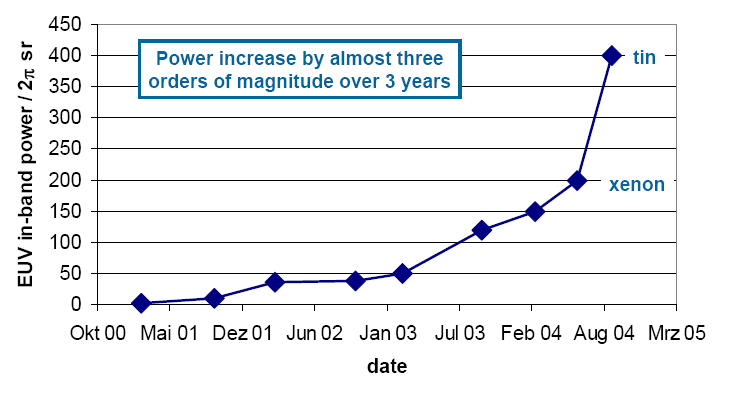 450
400
350
300
250
200
150
100
50
0
EUV in-band power / 2π sr
Power increase by almost three
orders of magnitude over 3 years
tin
xenon
Okt 00 Mai 01 Dez 01 Jun 02 Jan 03 Jul 03 Feb 04 Aug 04 Mrz 05
date